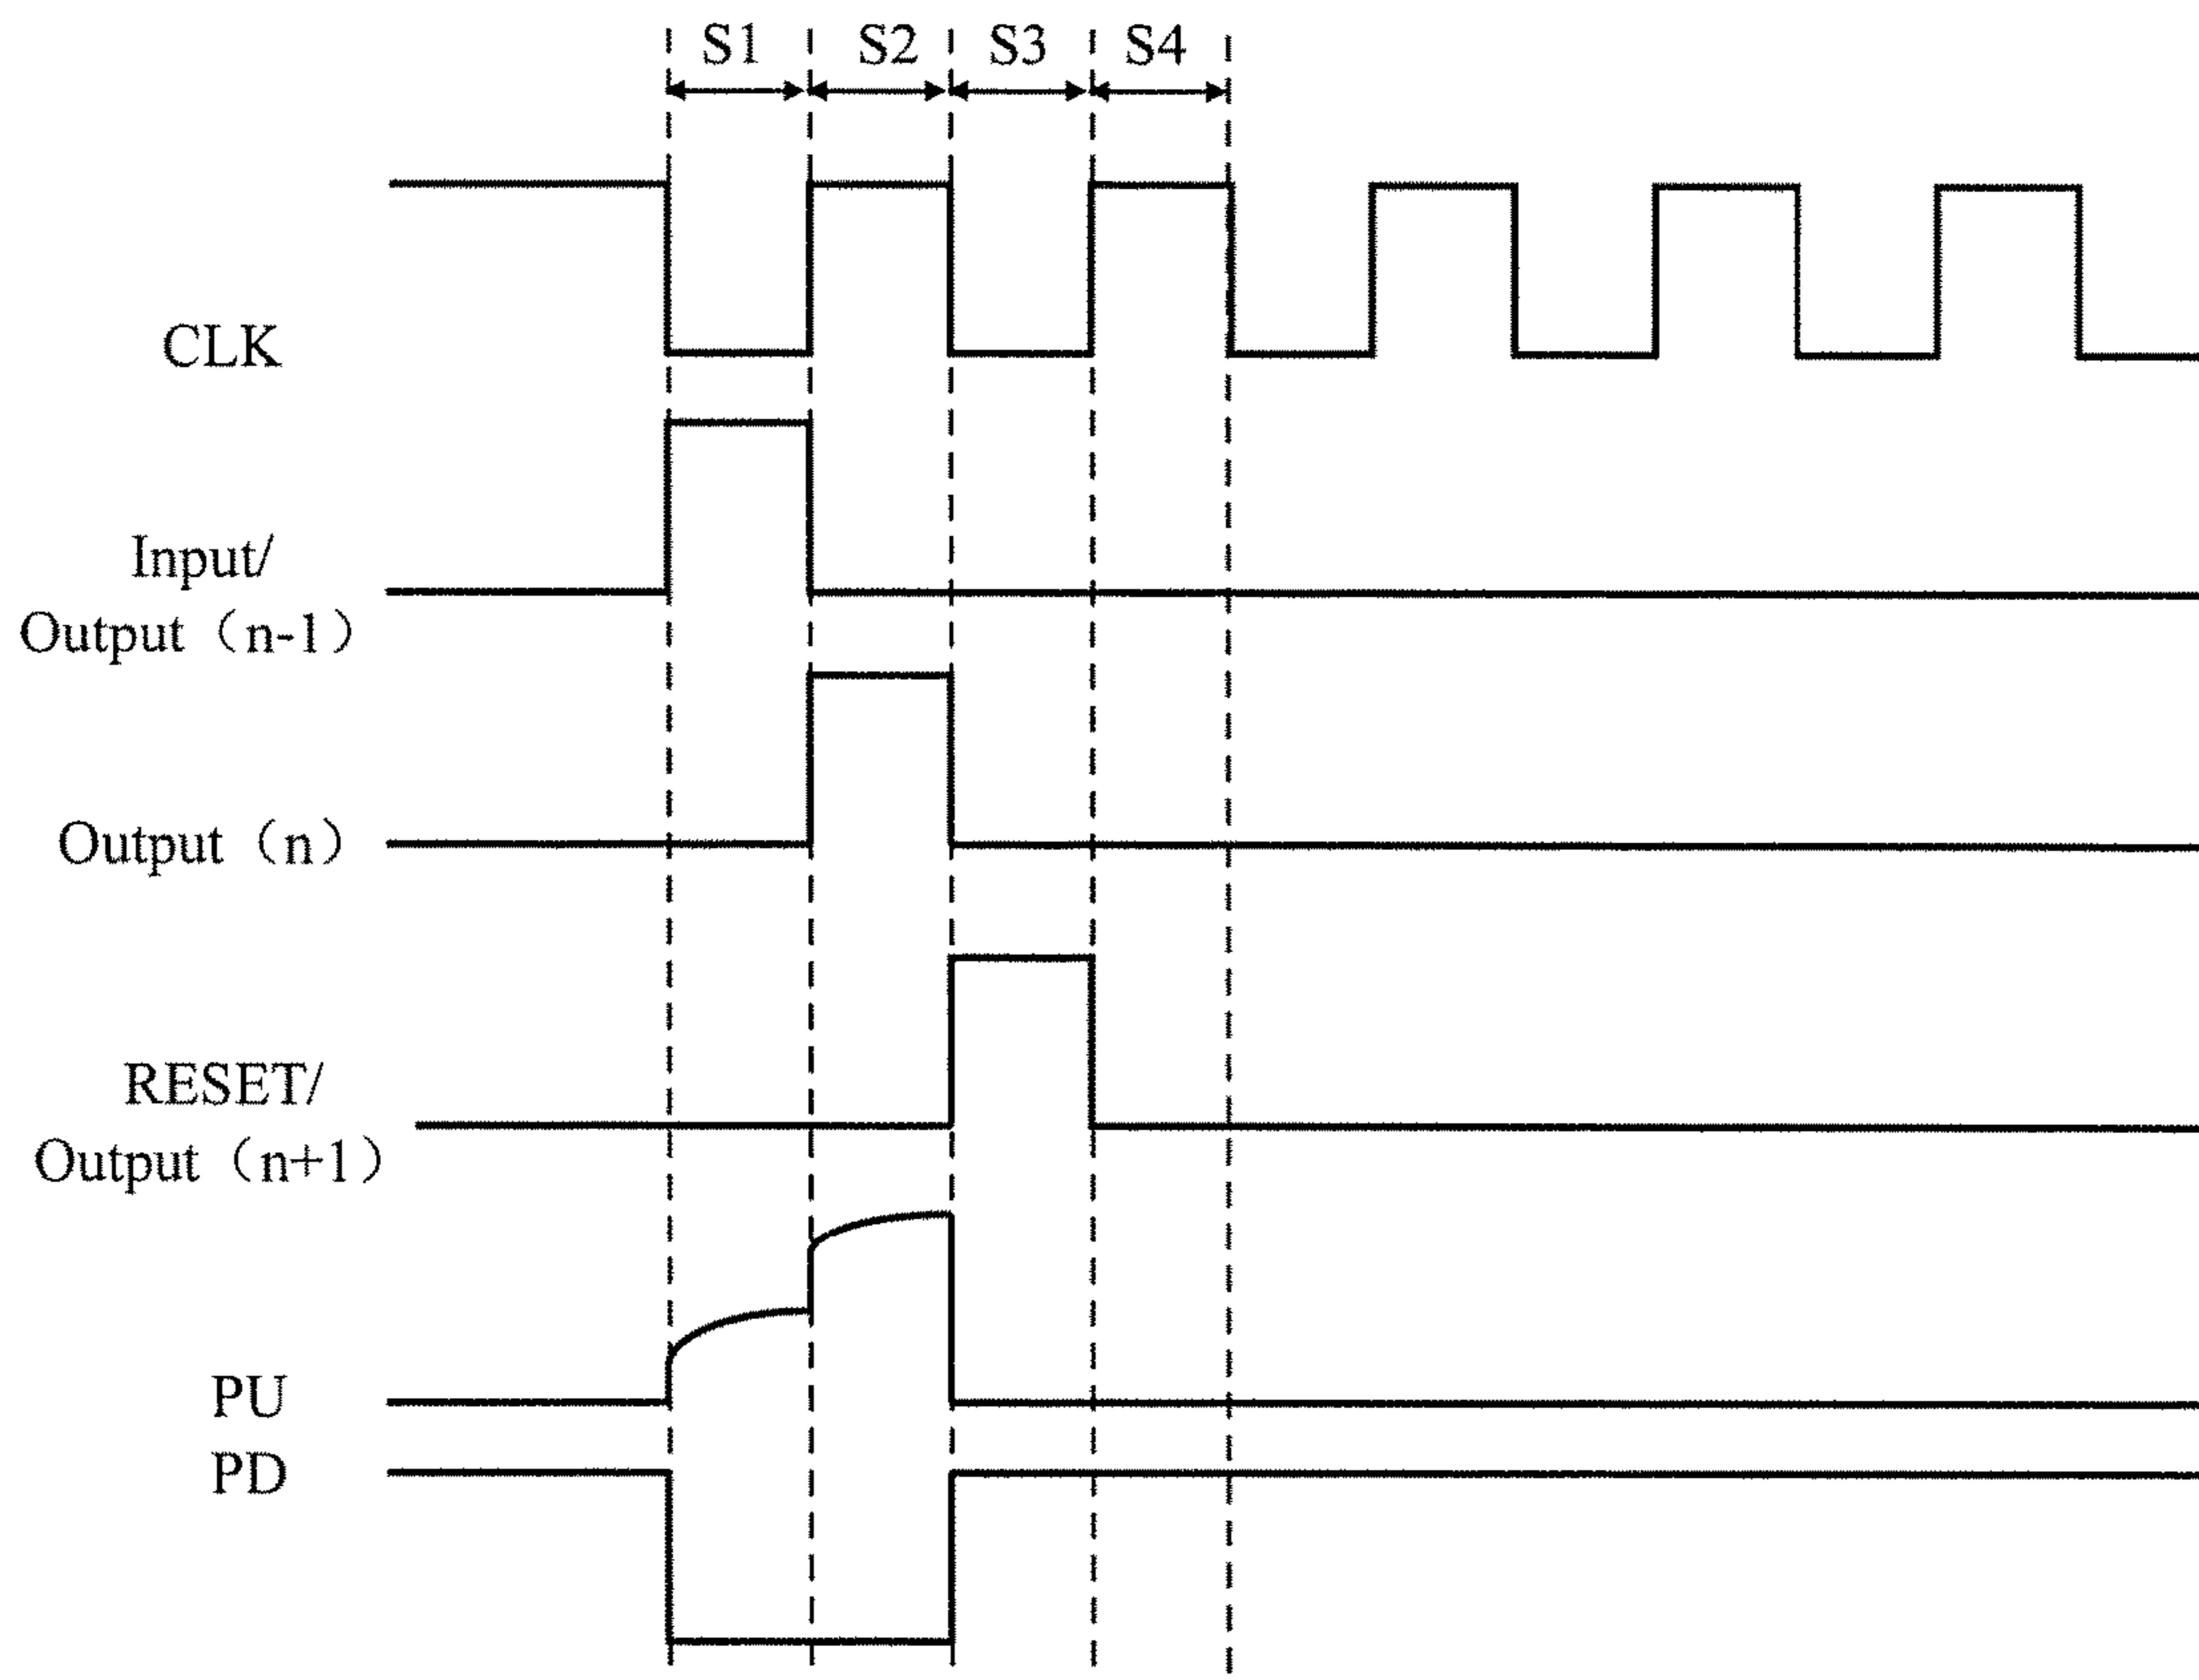 S1 S2 S3 S4
CLK
Input/
Output（n-1）
Output（n）
RESET/
Output（n+1）
PU
PD